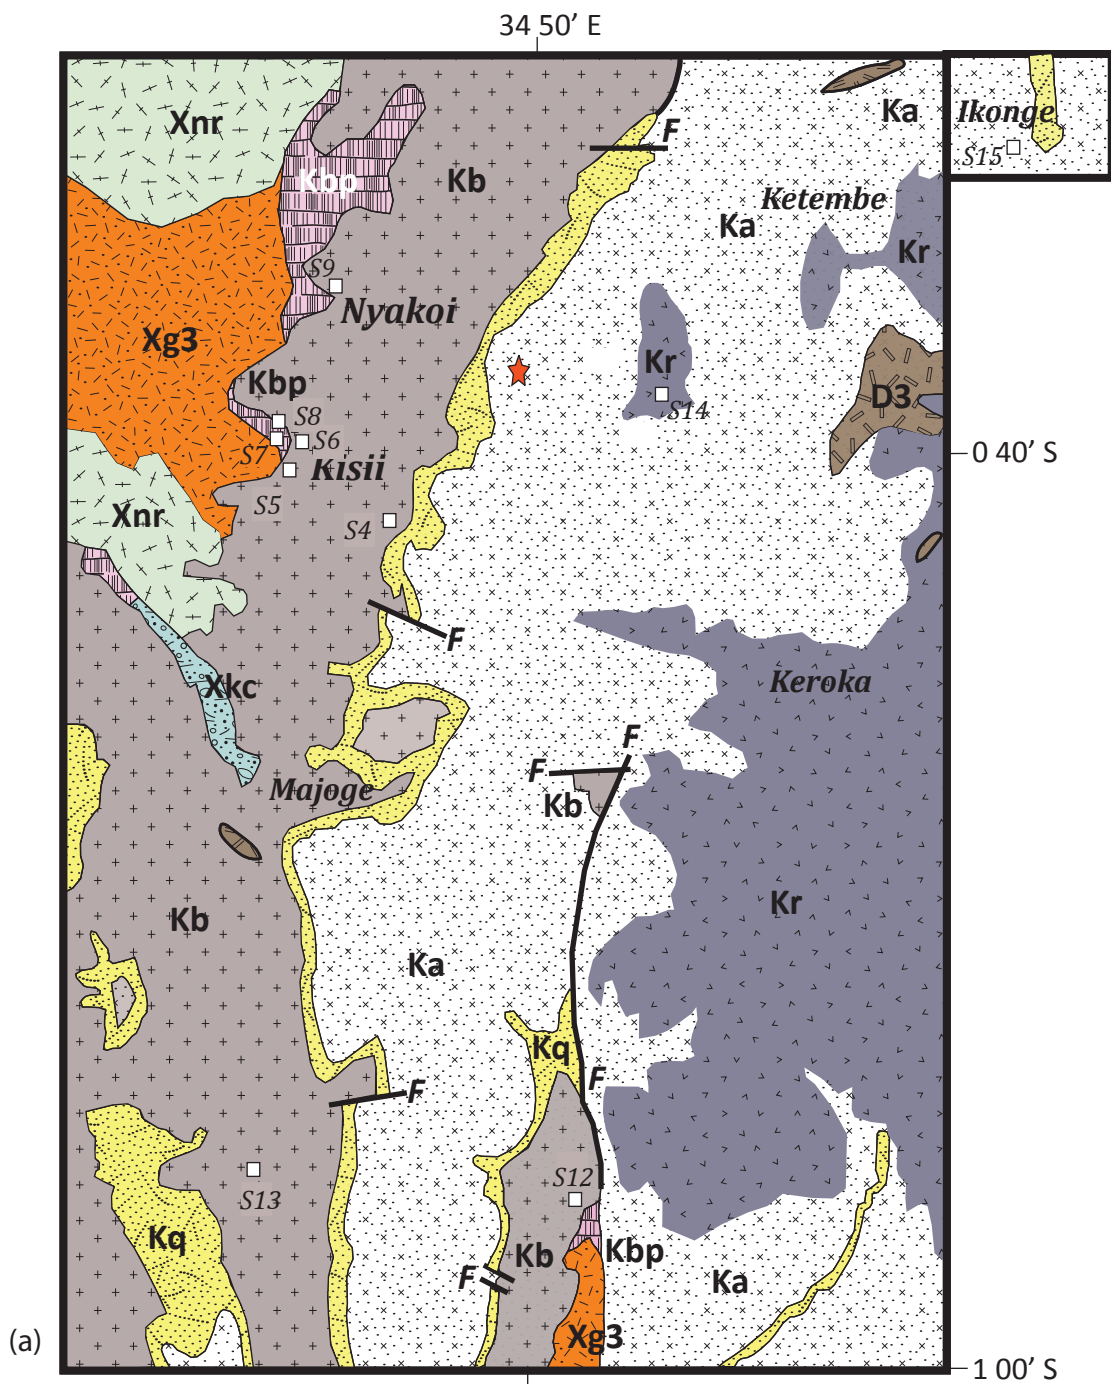 34 50’ E
Xnr
Kbp
Kb
F
Ka
Ikonge
S15
Ketembe
Ka
Kr
S9
Nyakoi
Xg3
Kbp
Kr
S14
D3
S8
S7
S6
Kisii
0 40’ S
S5
S4
Xnr
F
Xkc
Keroka
F
F
Majoge
Kb
Kb
Kr
Ka
Kq
F
F
S12
S13
Kq
Kb
Kbp
F
Ka
Xg3
(a)
1 00’ S